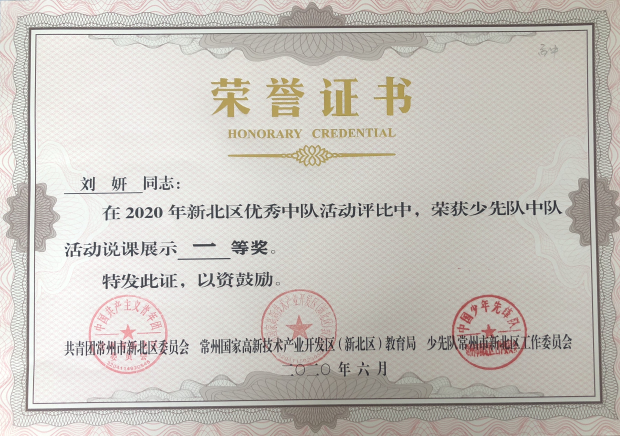 荣誉证书
HONORARY CREDENTIAL
刘 妍 同志：
在 2020 年新北区优秀中队活动评比中，荣获少先队中队
活动说课展示 一 等奖。
特发此证，以资鼓励。
共青团常州市新北区委员会 常州国家高新技术产业开发区（新北区）教育局 少先队常州市新北区工作委员会
二〇二〇年六月